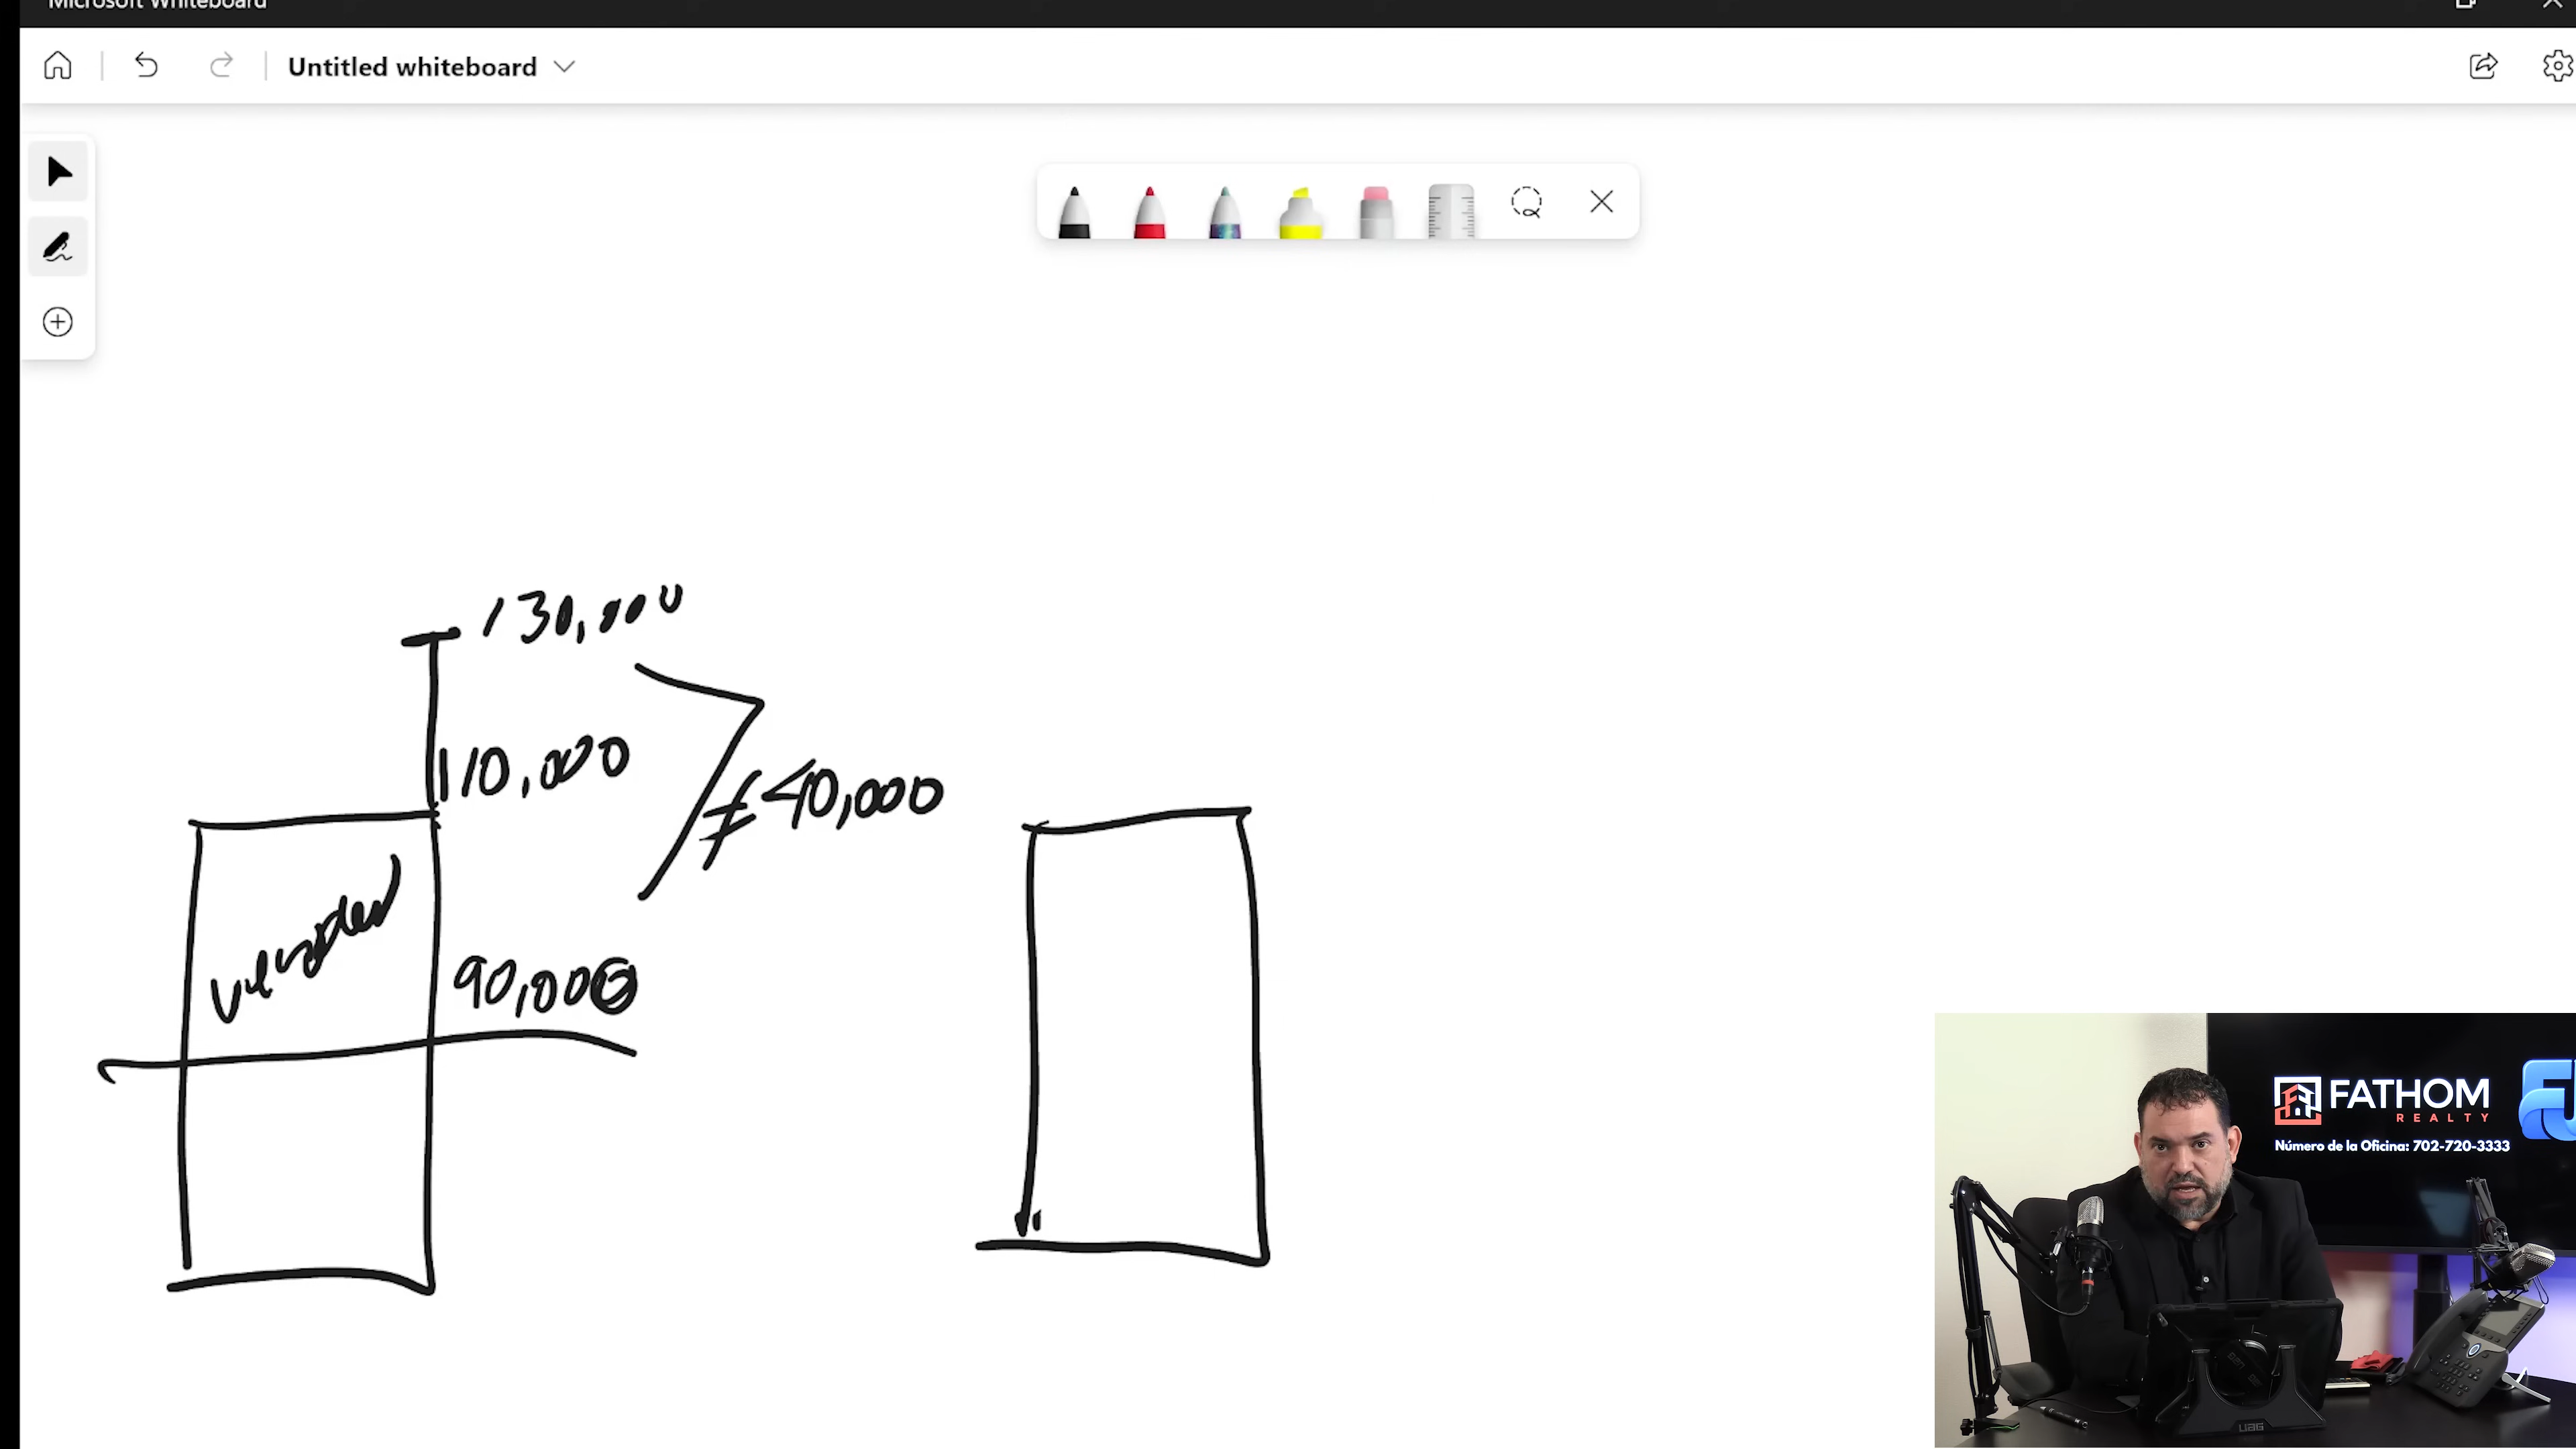 Microsoft Whiteboard
Untitled whiteboard
130,000
110,000
≠40,000
90,000
FATHOM
REALTY
Número de la Oficina: 702-720-3333
UAG